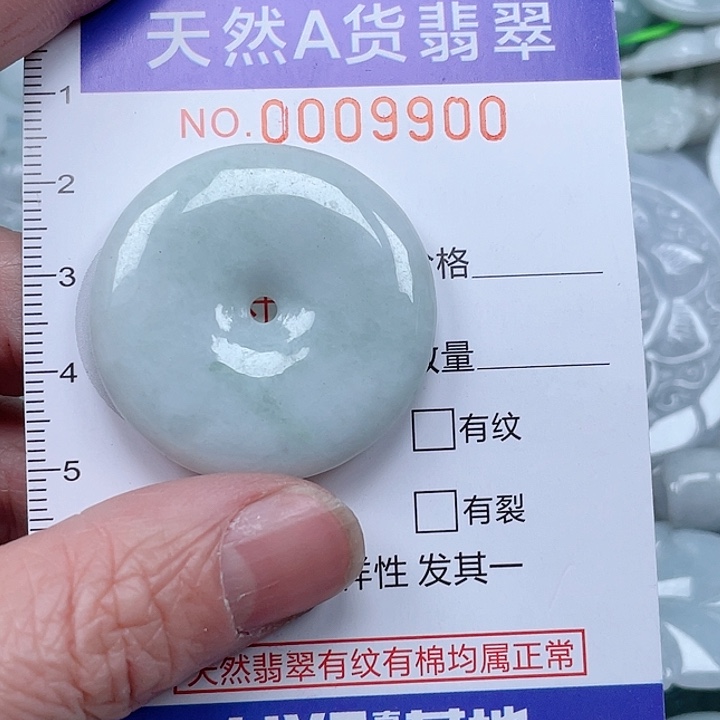 天然A货翡翠
NO.0009900
1
2
格
3
量
4
□有纹
5
□有裂
样性 发其一
天然翡翠有纹有棉均属正常